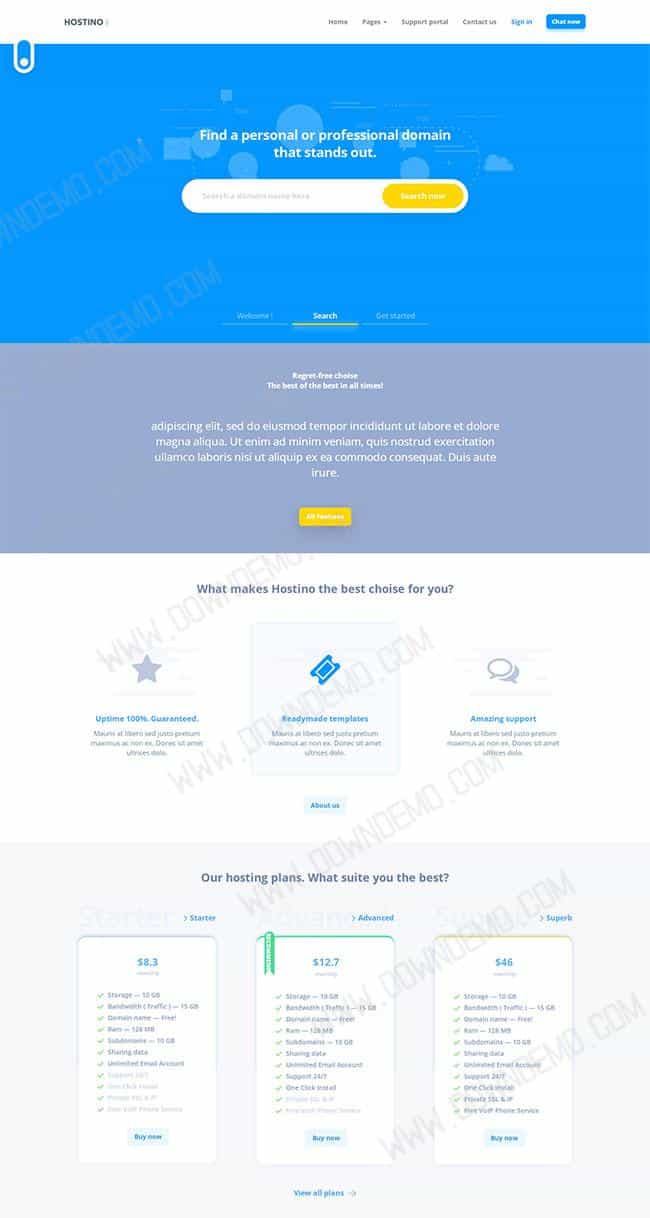 HOSTINO
Home Pages Support portal Contact us Sign in Chat now
Find a personal or professional domain
that stands out.
Search a domain name here Search now
Welcome ! Search Get started
Regret-free choise
The best of the best in all times!
adipiscing elit, sed do eiusmod tempor incididunt ut labore et dolore
magna aliqua. Ut enim ad minim veniam, quis nostrud exercitation
ullamco laboris nisi ut aliquip ex ea commodo consequat. Duis aute
irure.
All Features
What makes Hostino the best choise for you?
Uptime 100%. Guaranteed.
Mauris at libero sed justo pretium
maximus ac non ex. Donec sit amet
ultrices dolo.
Readymade templates
Mauris at libero sed justo pretium
maximus ac non ex. Donec sit amet
ultrices dolo.
Amazing support
Mauris at libero sed justo pretium
maximus ac non ex. Donec sit amet
ultrices dolo.
About us
Our hosting plans. What suite you the best?
Starter
Starter
$8.3
Storage — 10 GB
Bandwidth ( Traffic ) — 15 GB
Domain name — Free!
Ram — 128 MB
Subdomains — 10 GB
Sharing data
Unlimited Email Account
Support 24/7
One Click Install
Private SSL & IP
Free VoIP Phone Service
Buy now
Advanced
Advanced
$12.7
Storage — 10 GB
Bandwidth ( Traffic ) — 15 GB
Domain name — Free!
Ram — 128 MB
Subdomains — 10 GB
Sharing data
Unlimited Email Account
Support 24/7
One Click Install
Private SSL & IP
Free VoIP Phone Service
Buy now
Superb
$46
Storage — 10 GB
Bandwidth ( Traffic ) — 15 GB
Domain name — Free!
Ram — 128 MB
Subdomains — 10 GB
Sharing data
Unlimited Email Account
Support 24/7
One Click Install
Private SSL & IP
Free VoIP Phone Service
Buy now
View all plans
WWW.DOWNDEMO.COM
WWW.DOWNDEMO.COM
WWW.DOWNDEMO.COM
WWW.DOWNDEMO.COM